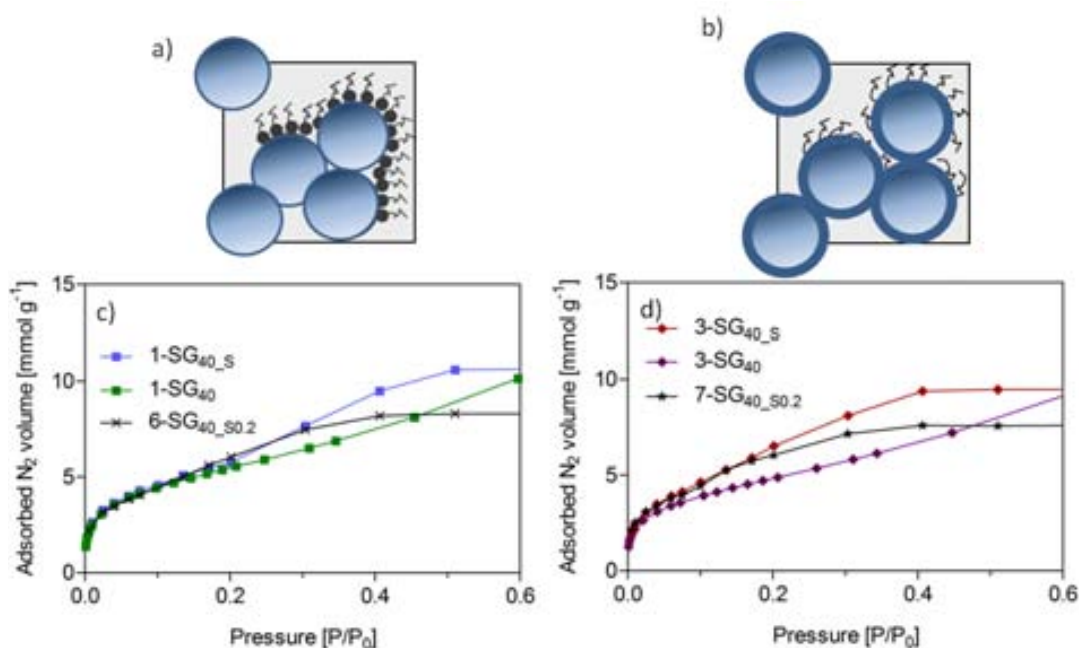 a)
b)
15
10
5
0
Adsorbed N₂ volume [mmol g⁻¹]
c)
1-SG₄₀_S
1-SG₄₀
6-SG₄₀_S0.2
0.0 0.2 0.4 0.6
Pressure [P/P₀]
15
10
5
0
Adsorbed N₂ volume [mmol g⁻¹]
d)
3-SG₄₀_S
3-SG₄₀
7-SG₄₀_S0.2
0.0 0.2 0.4 0.6
Pressure [P/P₀]